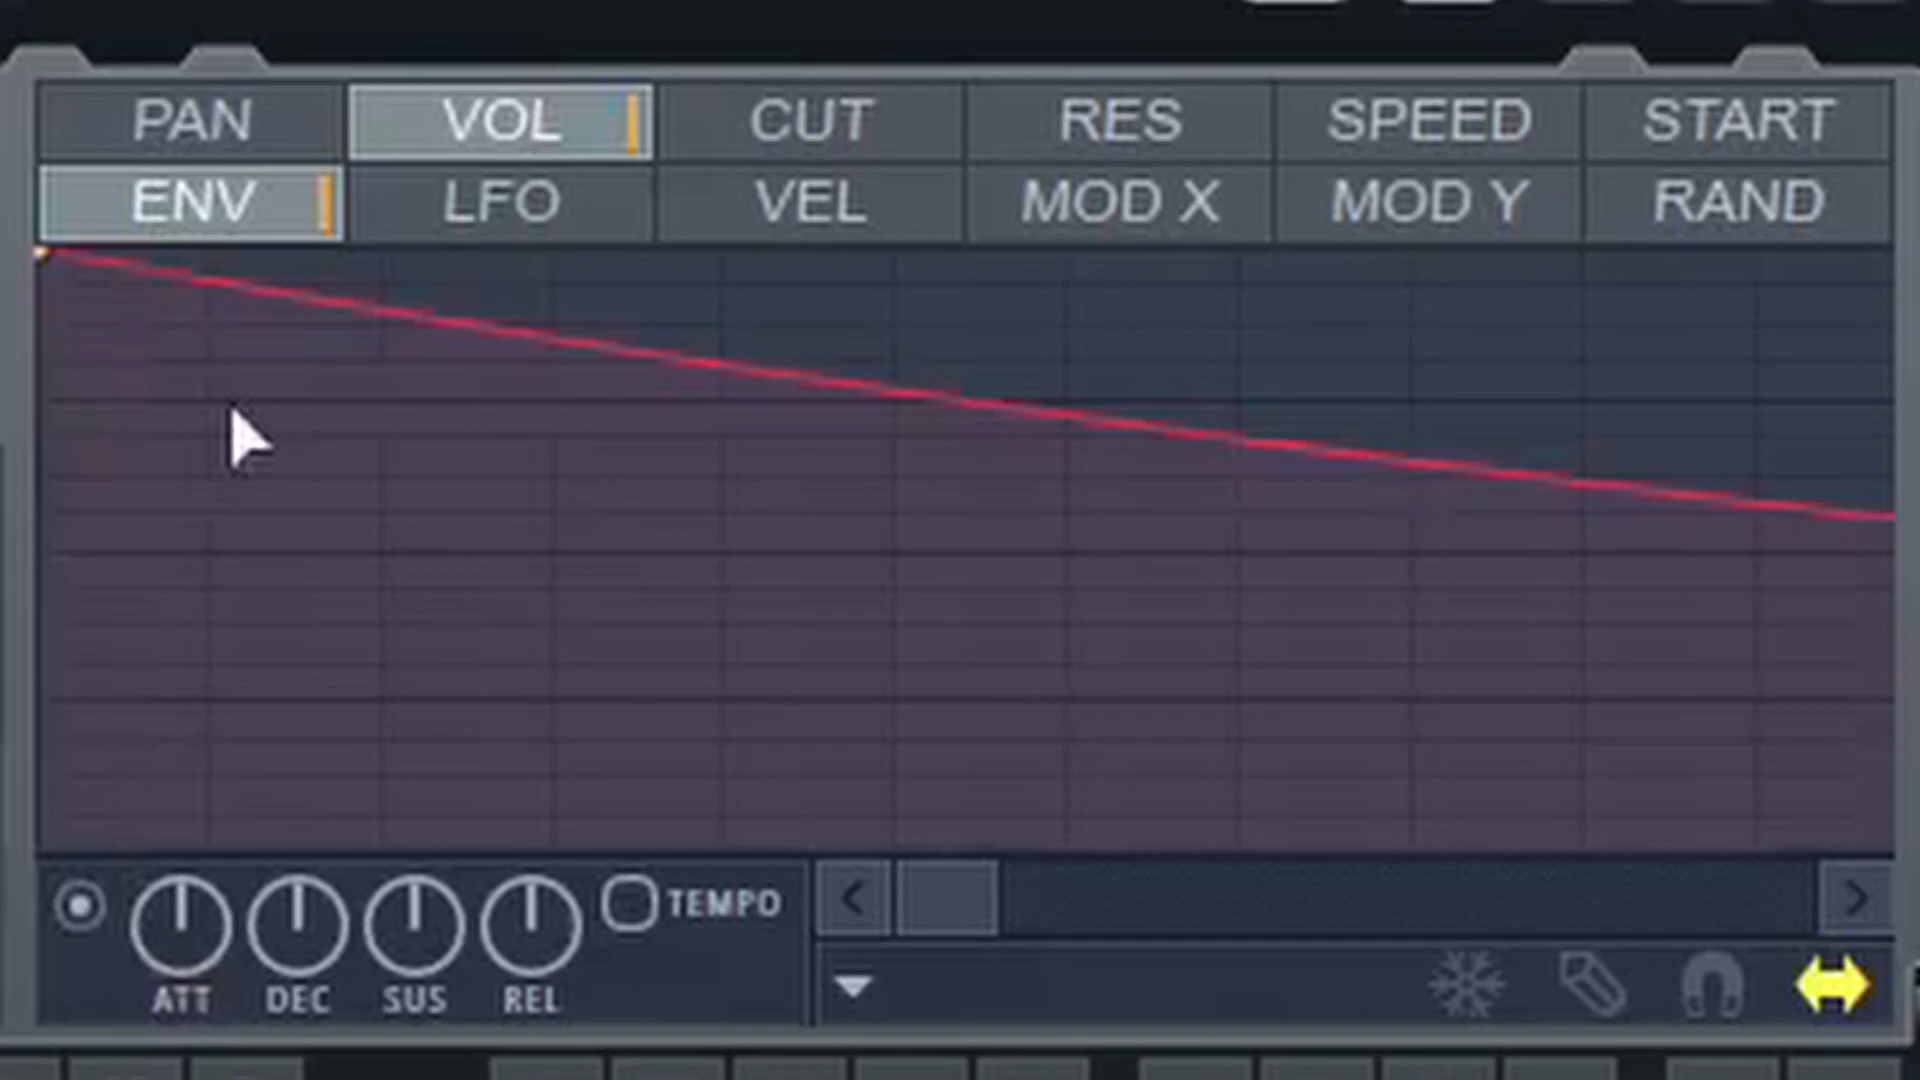 PAN VOL CUT RES SPEED START
ENV LFO VEL MOD X MOD Y RAND
TEMPO
ATT DEC SUS REL